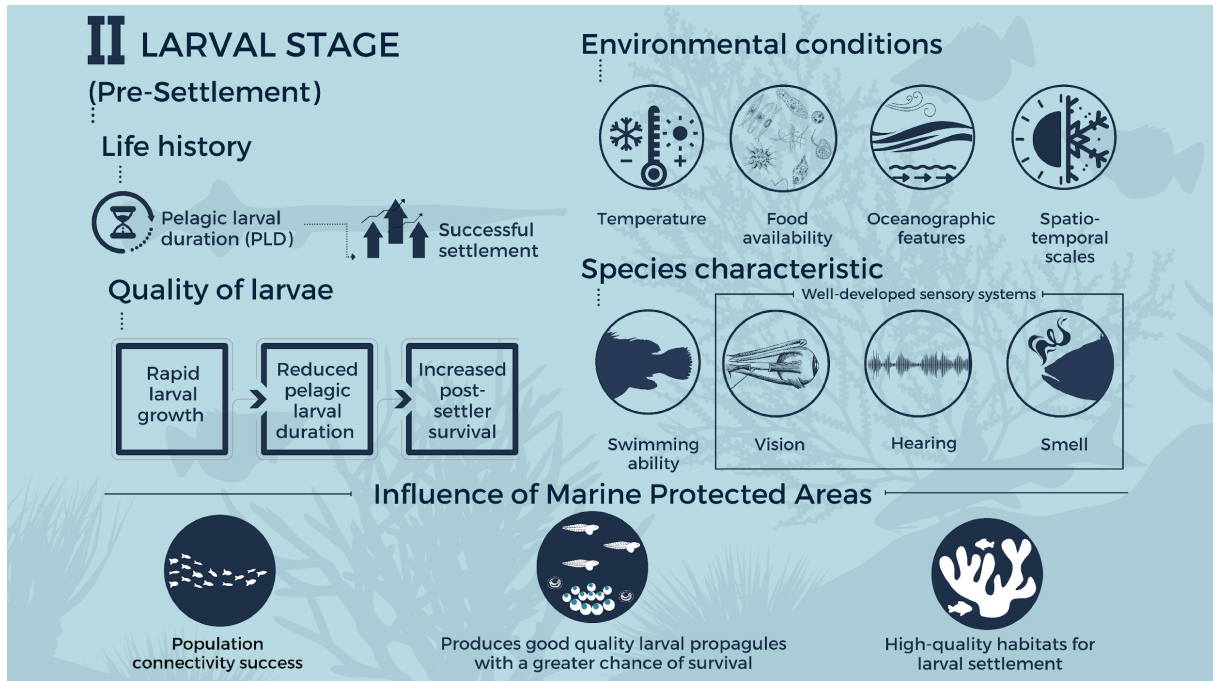 II LARVAL STAGE
(Pre-Settlement)
Life history
Pelagic larval
duration (PLD)
Successful
settlement
Quality of larvae
Rapid
larval
growth
Reduced
pelagic
larval
duration
Increased
post-
settler
survival
Environmental conditions
Temperature
Food
availability
Oceanographic
features
Spatio-
temporal
scales
Species characteristic
Well-developed sensory systems
Swimming
ability
Vision
Hearing
Smell
Influence of Marine Protected Areas
Population
connectivity success
Produces good quality larval propagules
with a greater chance of survival
High-quality habitats for
larval settlement